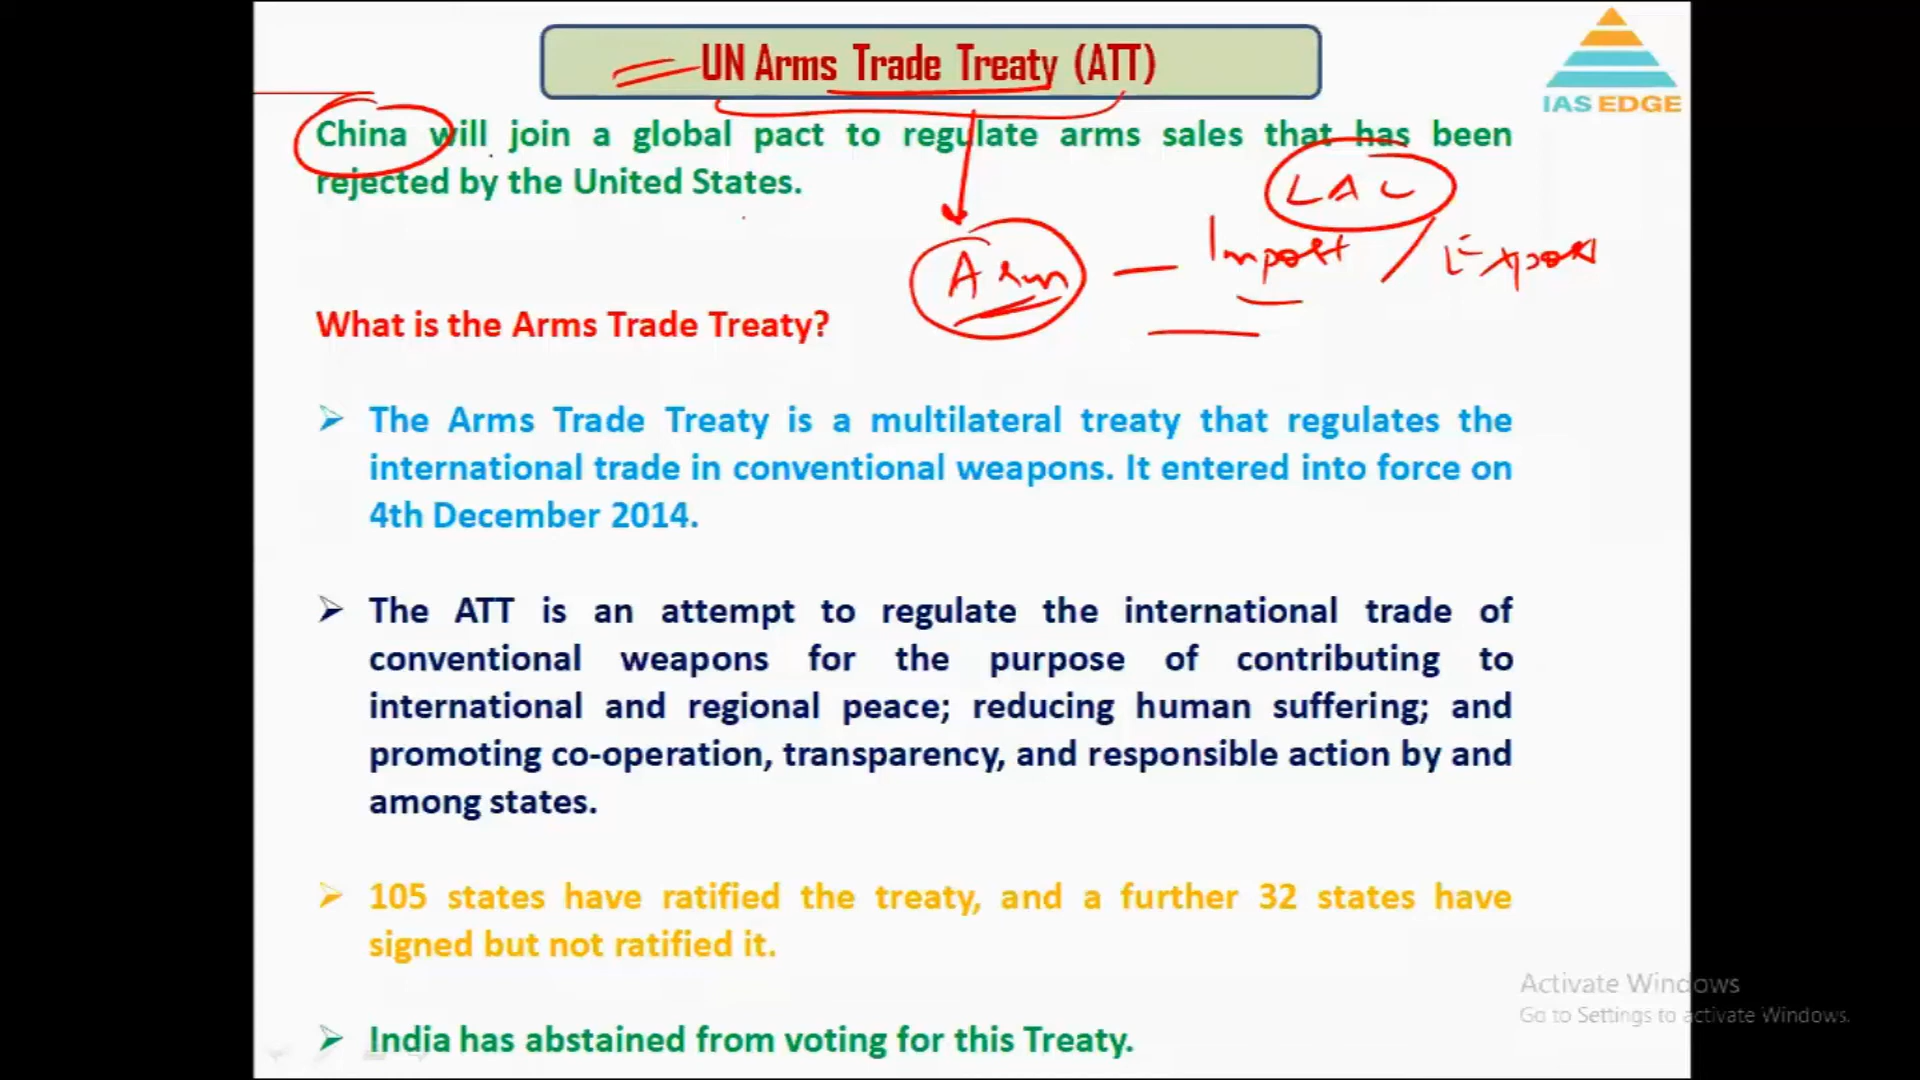 UN Arms Trade Treaty (ATT)
IAS EDGE
China will join a global pact to regulate arms sales that has been
rejected by the United States.
LAC
Arm — Import / Export
What is the Arms Trade Treaty?
The Arms Trade Treaty is a multilateral treaty that regulates the
international trade in conventional weapons. It entered into force on
4th December 2014.
The ATT is an attempt to regulate the international trade of
conventional weapons for the purpose of contributing to
international and regional peace; reducing human suffering; and
promoting co-operation, transparency, and responsible action by and
among states.
105 states have ratified the treaty, and a further 32 states have
signed but not ratified it.
Activate Windows
Go to Settings to activate Windows.
India has abstained from voting for this Treaty.